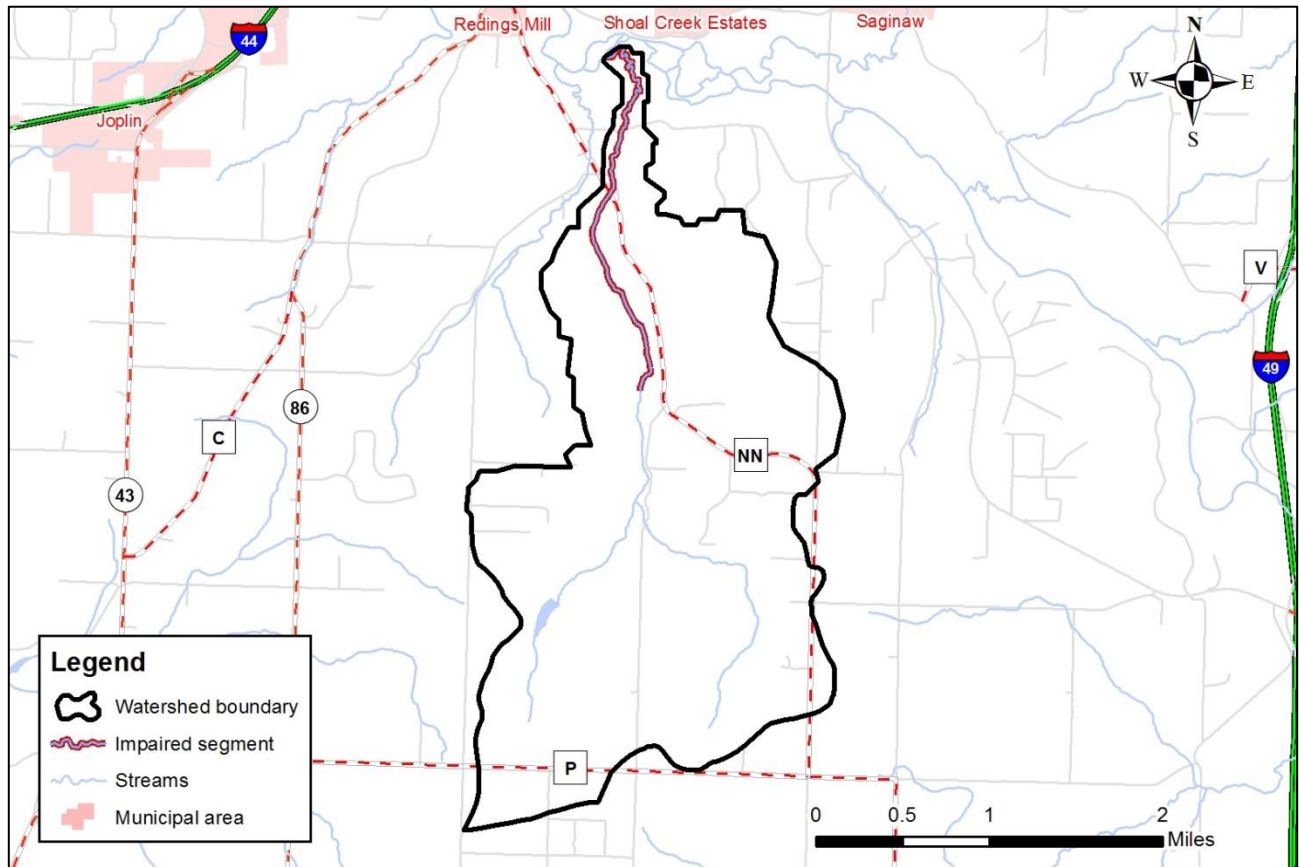 Redings Mill
Shoal Creek Estates
Saginaw
44
N
W
E
S
Joplin
V
49
86
C
NN
43
Legend
Watershed boundary
Impaired segment
Streams
Municipal area
P
0 0.5 1 2
Miles